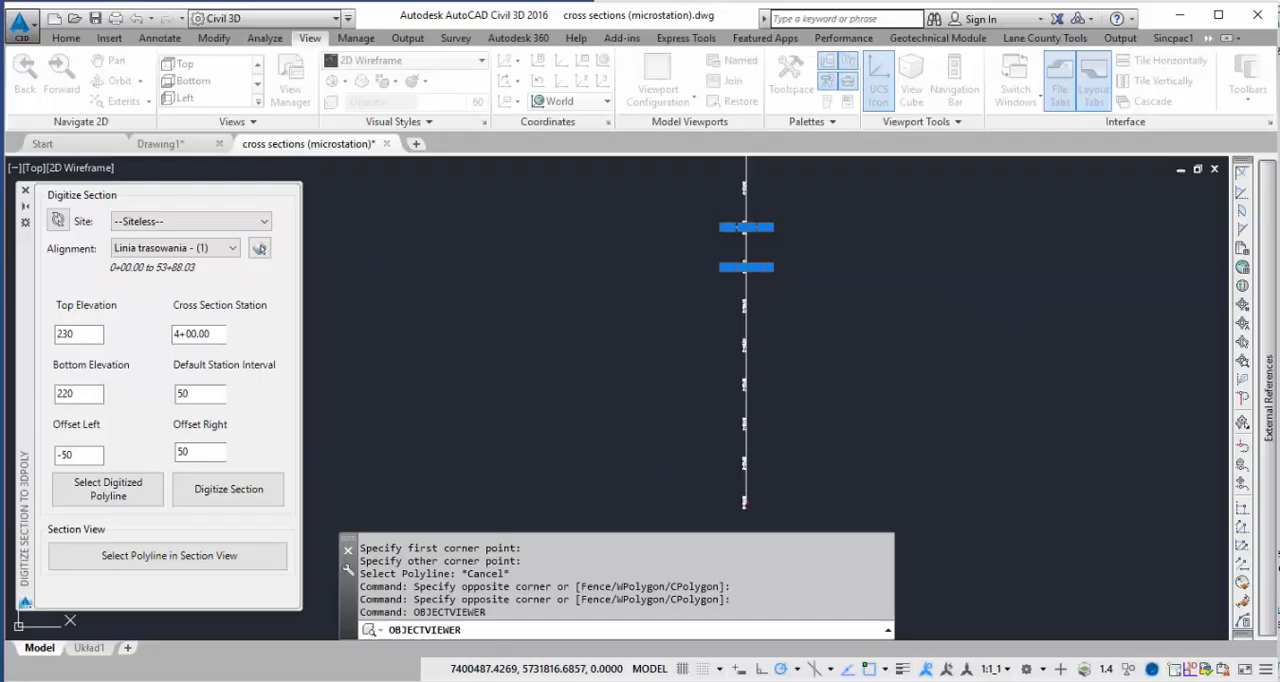 Civil 3D
Autodesk AutoCAD Civil 3D 2016 cross sections (microstation).dwg
Type a keyword or phrase
Sign In
C3D
Home Insert Annotate Modify Analyze View Manage Output Survey Autodesk 360 Help Add-ins Express Tools Featured Apps Performance Geotechnical Module Lane County Tools Output Sincpac1
Back
Forward
Pan
Orbit
Extents
Top
Bottom
Left
View
Manager
2D Wireframe
Opacity
60
World
Viewport
Configuration
Named
Join
Restore
Toolspace
UCS
Icon
View
Cube
Navigation
Bar
Switch
Windows
File
Tabs
Layout
Tabs
Tile Horizontally
Tile Vertically
Cascade
Toolbars
Navigate 2D
Views
Visual Styles
Coordinates
Model Viewports
Palettes
Viewport Tools
Interface
Start
Drawing1*
cross sections (microstation)*
[−][Top][2D Wireframe]
Digitize Section
Site: --Siteless--
Alignment: Linia trasowania - (1)
0+00.00 to 53+88.03
Top Elevation Cross Section Station
230 4+00.00
Bottom Elevation Default Station Interval
220 50
Offset Left Offset Right
-50 50
Select Digitized
Polyline
Digitize Section
Section View
Select Polyline in Section View
DIGITIZE SECTION TO 3DPOLY
External References
Specify first corner point:
Specify other corner point:
Select Polyline: *Cancel*
Command: Specify opposite corner or [Fence/WPolygon/CPolygon]:
Command: Specify opposite corner or [Fence/WPolygon/CPolygon]:
Command: OBJECTVIEWER
OBJECTVIEWER
Model Układ1
7400487.4269, 5731816.6857, 0.0000 MODEL
1:1_1
1.4